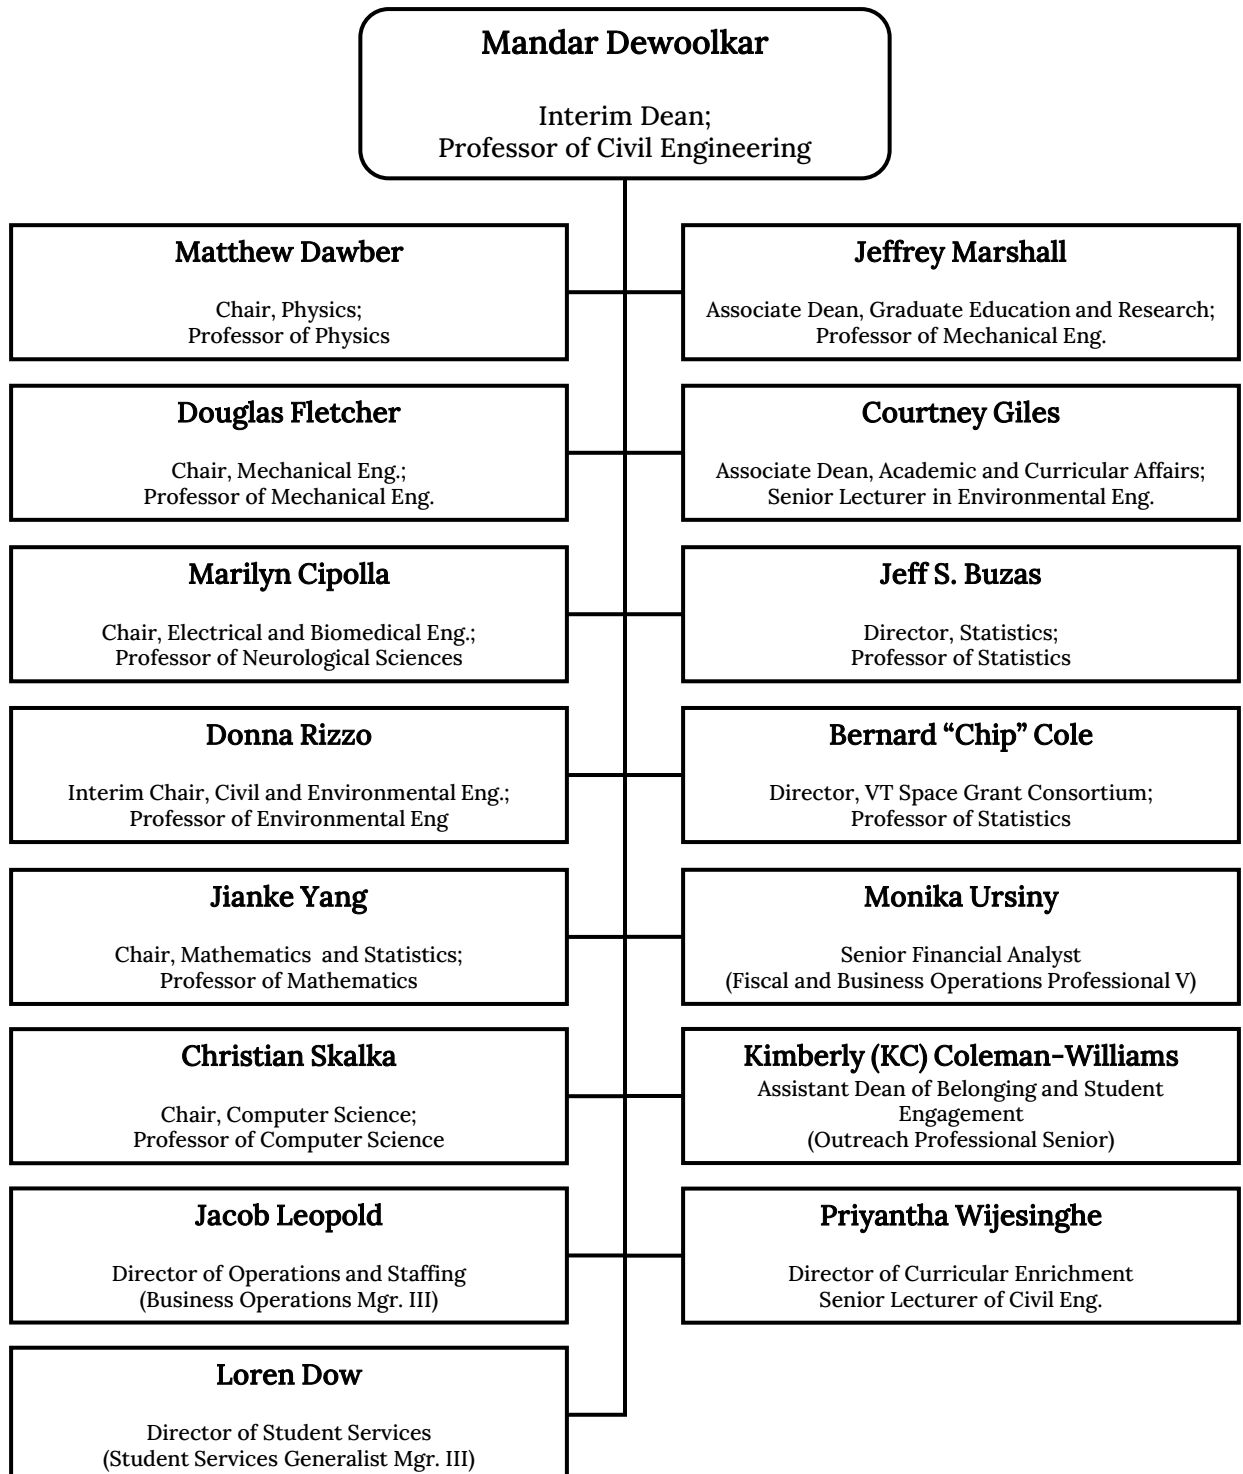 Mandar Dewoolkar
Interim Dean;
Professor of Civil Engineering
Matthew Dawber
Chair, Physics;
Professor of Physics
Jeffrey Marshall
Associate Dean, Graduate Education and Research;
Professor of Mechanical Eng.
Douglas Fletcher
Chair, Mechanical Eng.;
Professor of Mechanical Eng.
Courtney Giles
Associate Dean, Academic and Curricular Affairs;
Senior Lecturer in Environmental Eng.
Marilyn Cipolla
Chair, Electrical and Biomedical Eng.;
Professor of Neurological Sciences
Jeff S. Buzas
Director, Statistics;
Professor of Statistics
Donna Rizzo
Interim Chair, Civil and Environmental Eng.;
Professor of Environmental Eng
Bernard “Chip” Cole
Director, VT Space Grant Consortium;
Professor of Statistics
Jianke Yang
Chair, Mathematics and Statistics;
Professor of Mathematics
Monika Ursiny
Senior Financial Analyst
(Fiscal and Business Operations Professional V)
Christian Skalka
Chair, Computer Science;
Professor of Computer Science
Kimberly (KC) Coleman-Williams
Assistant Dean of Belonging and Student
Engagement
(Outreach Professional Senior)
Jacob Leopold
Director of Operations and Staffing
(Business Operations Mgr. III)
Priyantha Wijesinghe
Director of Curricular Enrichment
Senior Lecturer of Civil Eng.
Loren Dow
Director of Student Services
(Student Services Generalist Mgr. III)